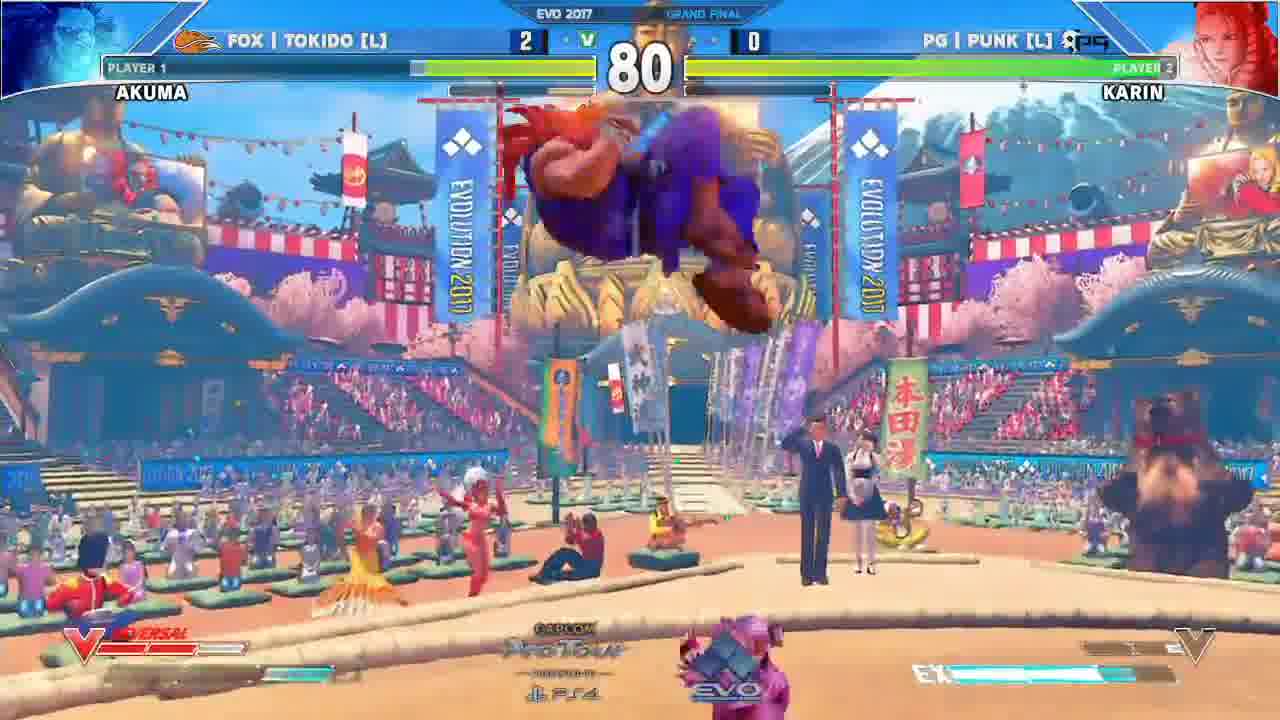 EVO 2017 GRAND FINAL
FOX | TOKIDO [L] 2 V 80 0 PG | PUNK [L]
PLAYER 1 PLAYER 2
AKUMA KARIN
EVOLUTION 2017
EVOLUTION 2017
本田湯
CAPCOM
PRO TOUR
PS4
EVO
EX